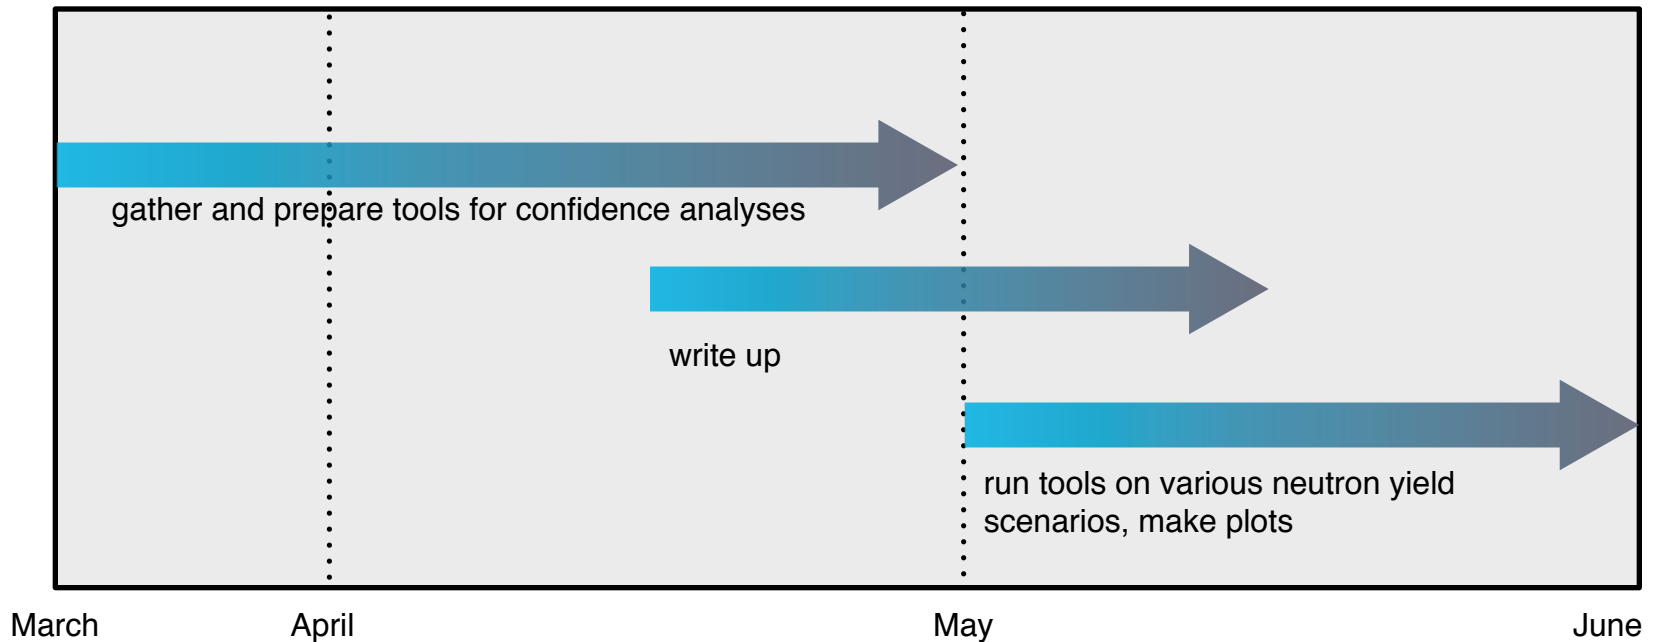 gather and prepare tools for confidence analyses
write up
run tools on various neutron yield
scenarios, make plots
March
April
May
June